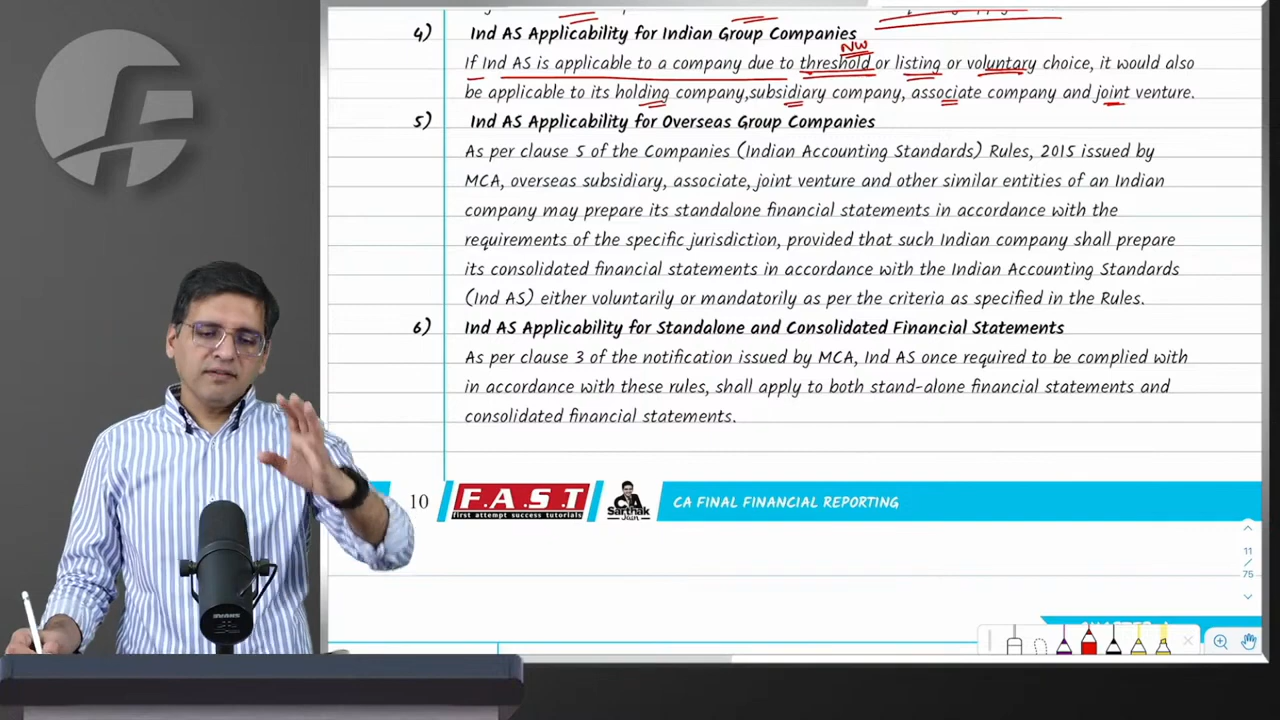 4) Ind AS Applicability for Indian Group Companies
NW
If Ind AS is applicable to a company due to threshold or listing or voluntary choice, it would also
be applicable to its holding company,subsidiary company, associate company and joint venture.
5) Ind AS Applicability for Overseas Group Companies
As per clause 5 of the Companies (Indian Accounting Standards) Rules, 2015 issued by
MCA, overseas subsidiary, associate, joint venture and other similar entities of an Indian
company may prepare its standalone financial statements in accordance with the
requirements of the specific jurisdiction, provided that such Indian company shall prepare
its consolidated financial statements in accordance with the Indian Accounting Standards
(Ind AS) either voluntarily or mandatorily as per the criteria as specified in the Rules.
6) Ind AS Applicability for Standalone and Consolidated Financial Statements
As per clause 3 of the notification issued by MCA, Ind AS once required to be complied with
in accordance with these rules, shall apply to both stand-alone financial statements and
consolidated financial statements.
10
F.A.S.T
first attempt success tutorials
CA
Sarthak
Jain
CA FINAL FINANCIAL REPORTING
11
/
75